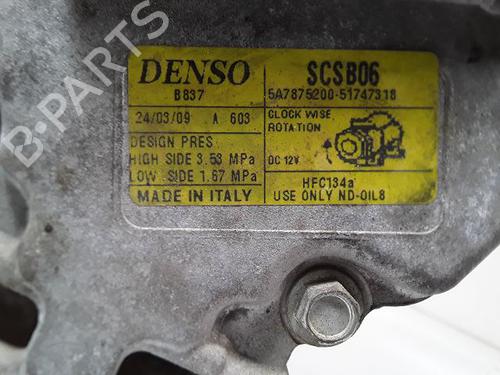 DENSO
B837
24/03/09 A 603
DESIGN PRES
HIGH SIDE 3.53 MPa
LOW SIDE 1.67 MPa
MADE IN ITALY
SCSB06
5A7875200-51747318
CLOCK WISE
ROTATION
DC 12V
HFC134a
USE ONLY ND-OIL8
B-PARTS